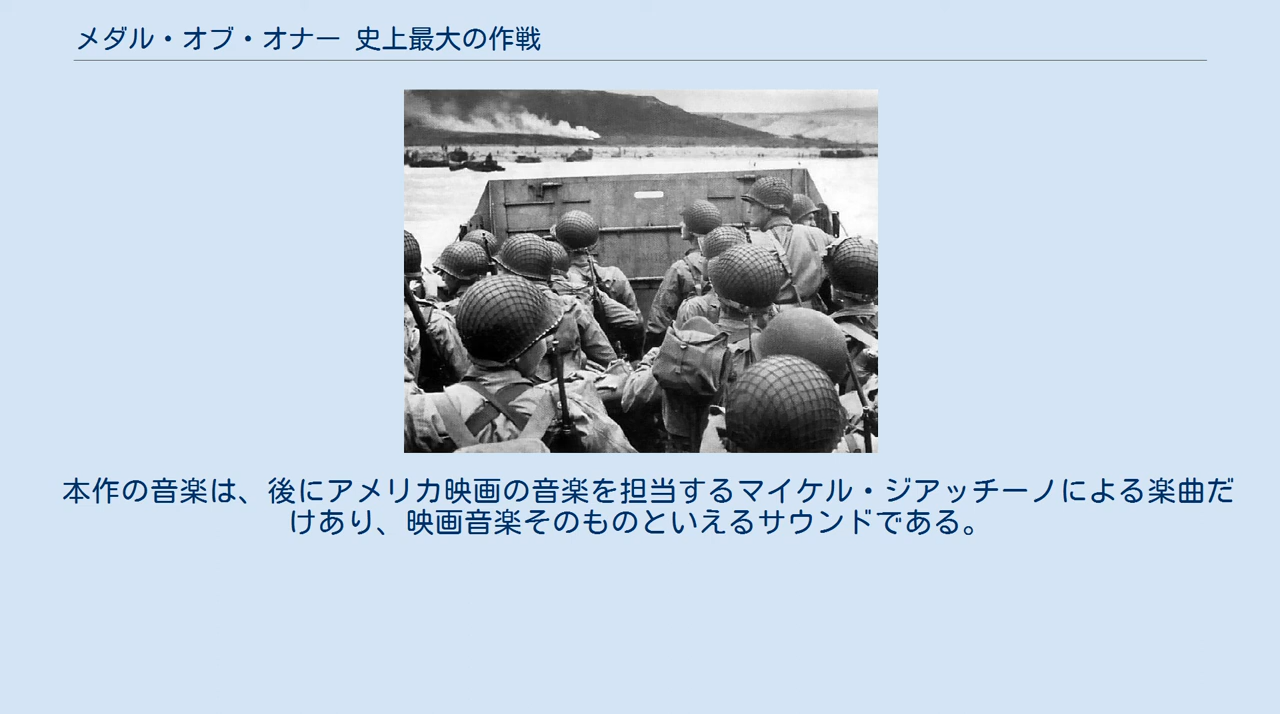 メダル・オブ・オナー 史上最大の作戦
本作の音楽は、後にアメリカ映画の音楽を担当するマイケル・ジアッチーノによる楽曲だ
けあり、映画音楽そのものといえるサウンドである。